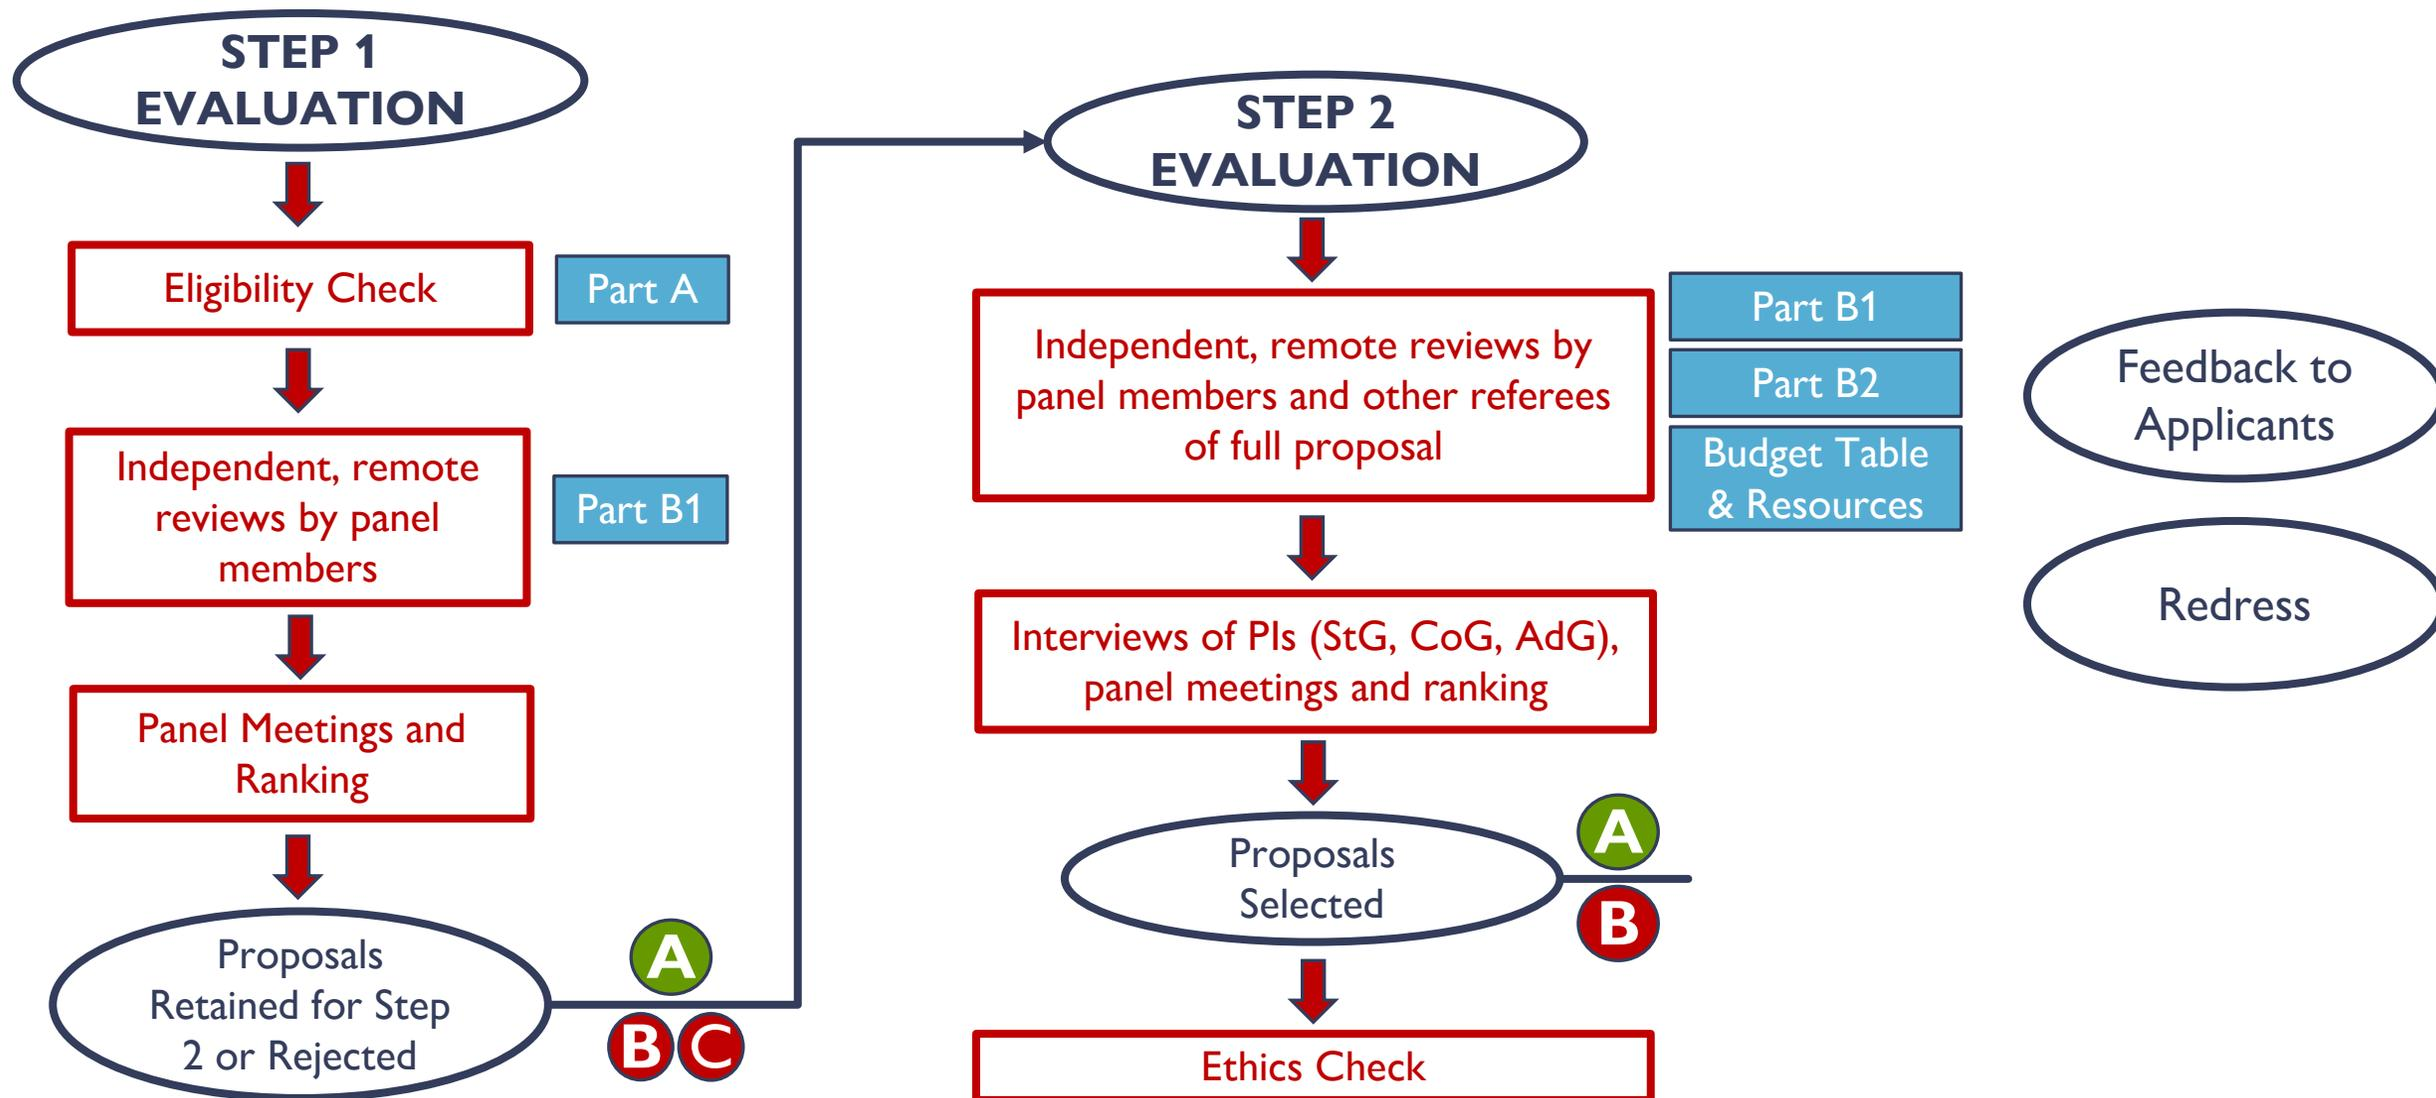 STEP 1
EVALUATION
Eligibility Check
Part A
Independent, remote
reviews by panel
members
Part B1
Panel Meetings and
Ranking
Proposals
Retained for Step
2 or Rejected
A
B C
STEP 2
EVALUATION
Independent, remote reviews by
panel members and other referees
of full proposal
Part B1
Part B2
Budget Table
& Resources
Interviews of PIs (StG, CoG, AdG),
panel meetings and ranking
Proposals
Selected
A
B
Ethics Check
Feedback to
Applicants
Redress